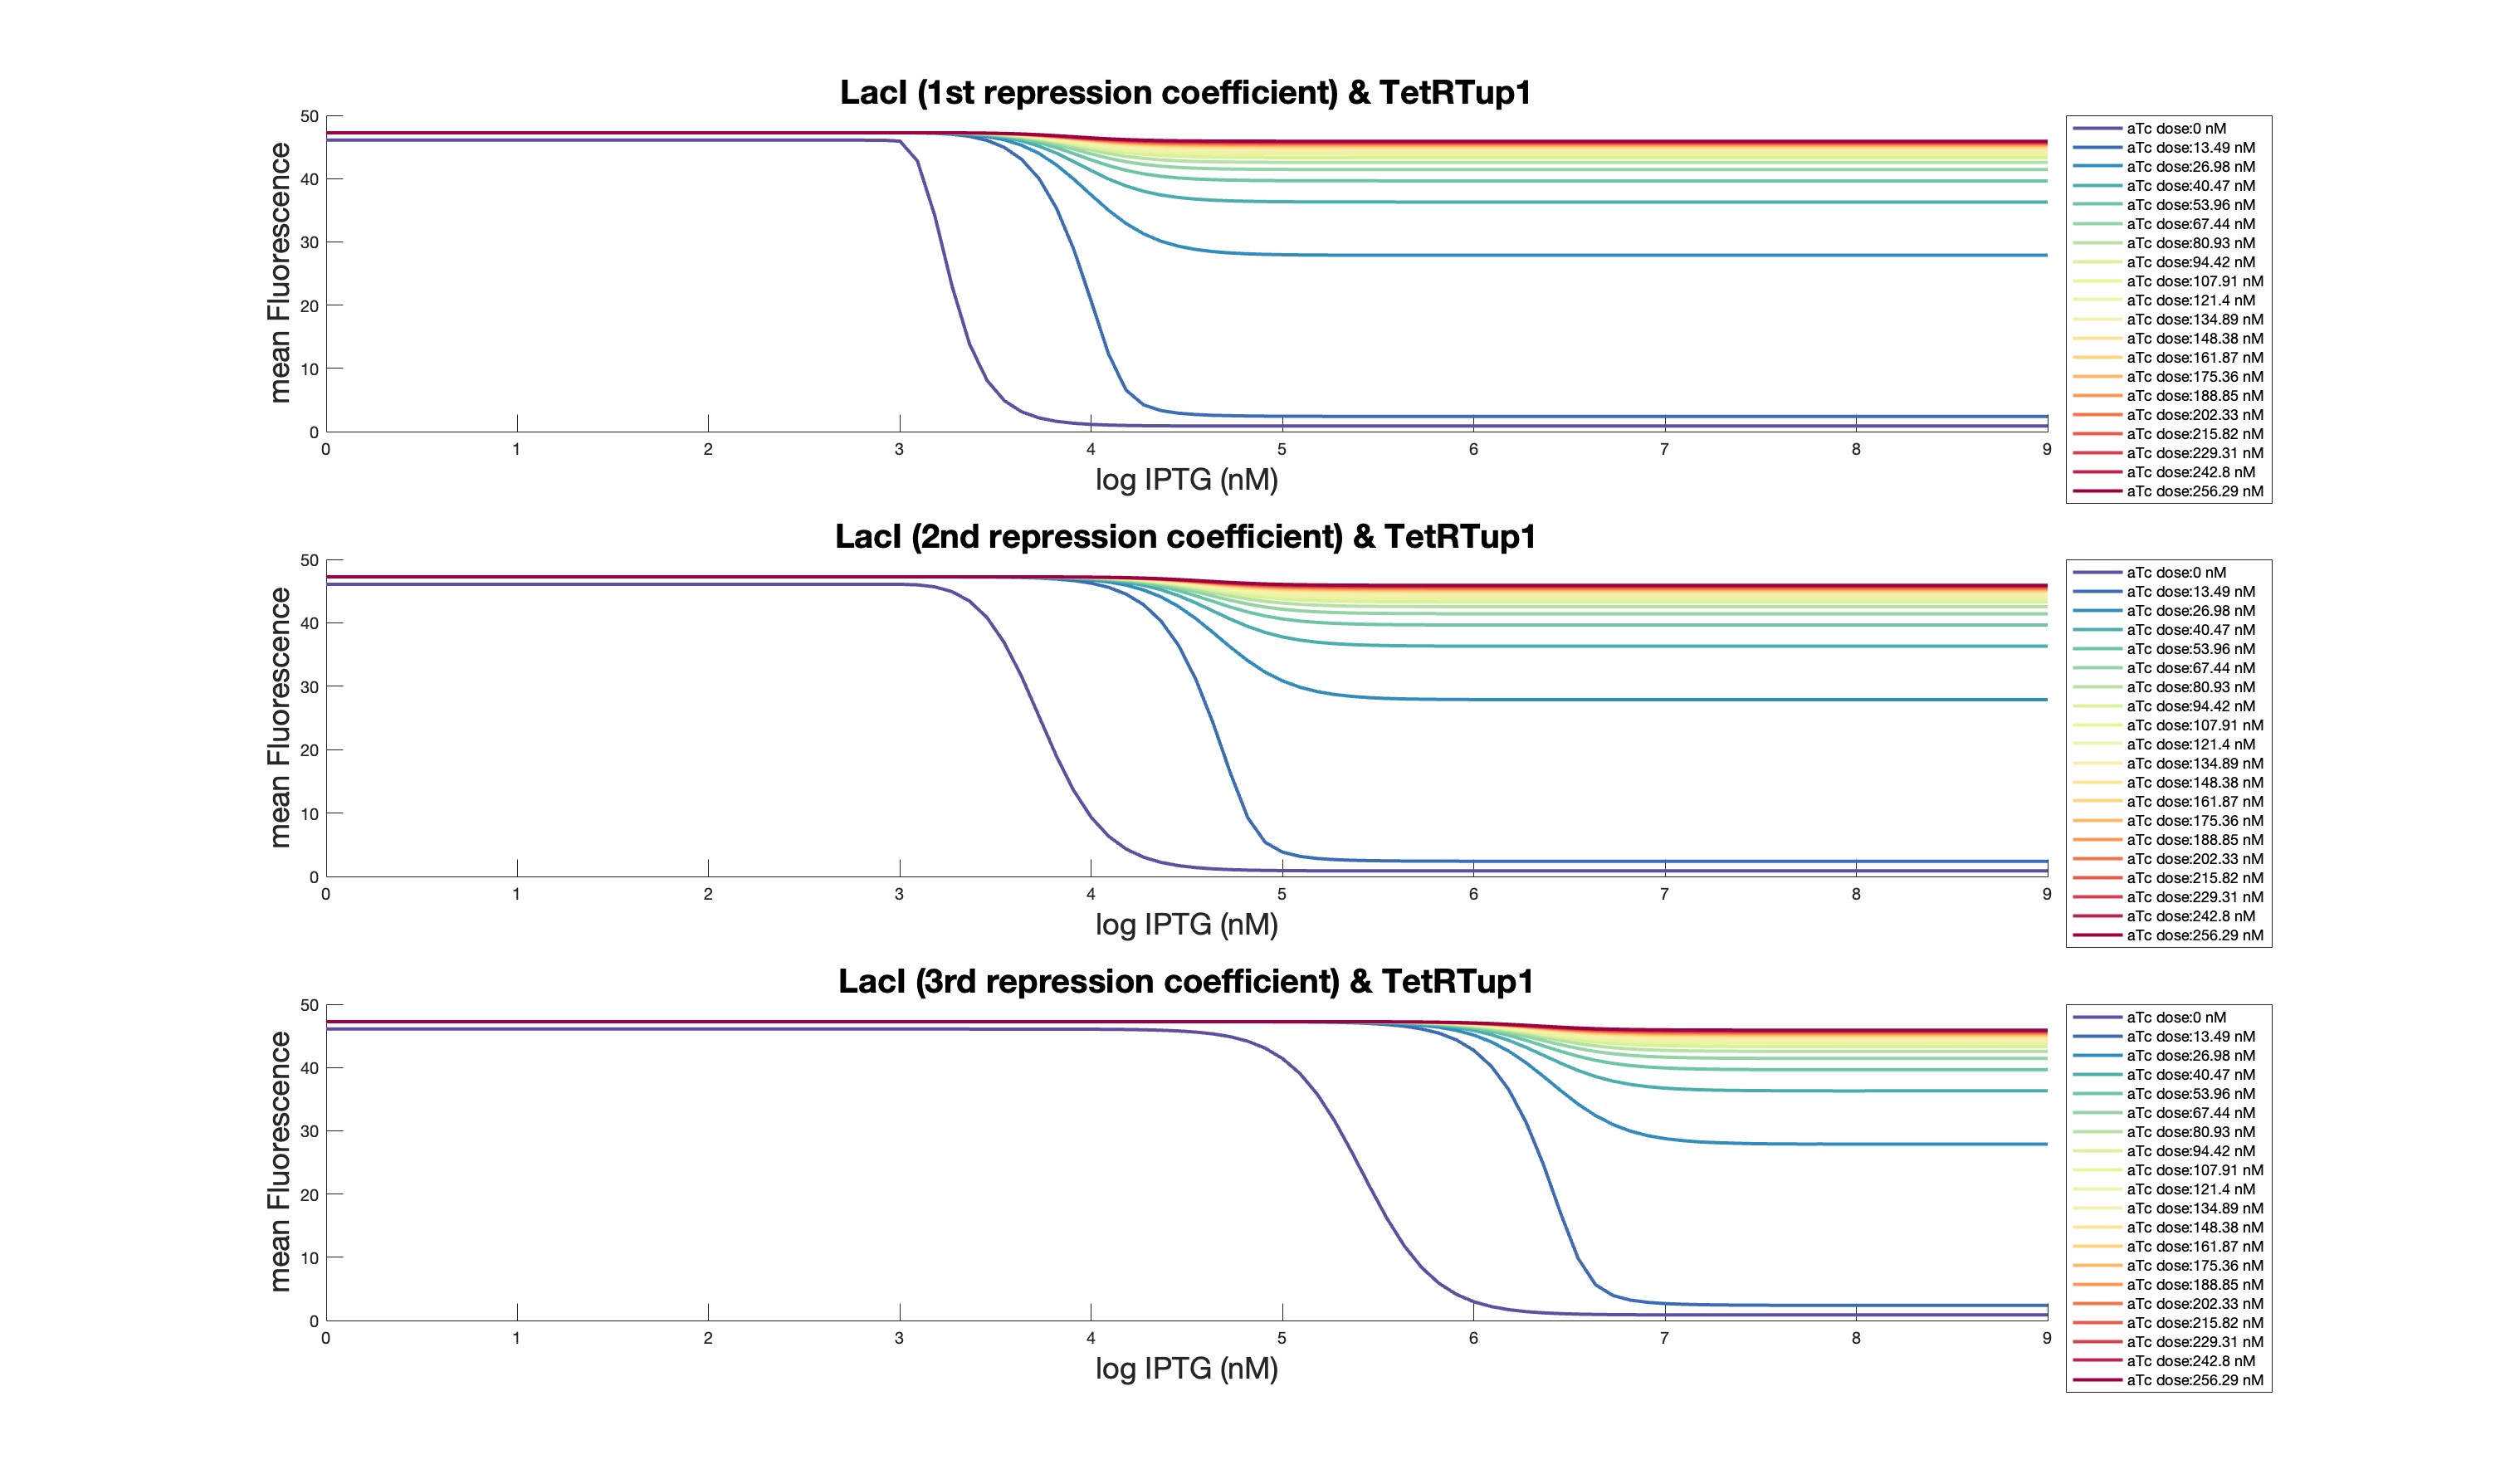 LacI (1st repression coefficient) & TetRTup1
mean Fluorescence
50
40
30
20
10
0
0 1 2 3 4 5 6 7 8 9
log IPTG (nM)
aTc dose:0 nM
aTc dose:13.49 nM
aTc dose:26.98 nM
aTc dose:40.47 nM
aTc dose:53.96 nM
aTc dose:67.44 nM
aTc dose:80.93 nM
aTc dose:94.42 nM
aTc dose:107.91 nM
aTc dose:121.4 nM
aTc dose:134.89 nM
aTc dose:148.38 nM
aTc dose:161.87 nM
aTc dose:175.36 nM
aTc dose:188.85 nM
aTc dose:202.33 nM
aTc dose:215.82 nM
aTc dose:229.31 nM
aTc dose:242.8 nM
aTc dose:256.29 nM
LacI (2nd repression coefficient) & TetRTup1
mean Fluorescence
50
40
30
20
10
0
0 1 2 3 4 5 6 7 8 9
log IPTG (nM)
aTc dose:0 nM
aTc dose:13.49 nM
aTc dose:26.98 nM
aTc dose:40.47 nM
aTc dose:53.96 nM
aTc dose:67.44 nM
aTc dose:80.93 nM
aTc dose:94.42 nM
aTc dose:107.91 nM
aTc dose:121.4 nM
aTc dose:134.89 nM
aTc dose:148.38 nM
aTc dose:161.87 nM
aTc dose:175.36 nM
aTc dose:188.85 nM
aTc dose:202.33 nM
aTc dose:215.82 nM
aTc dose:229.31 nM
aTc dose:242.8 nM
aTc dose:256.29 nM
LacI (3rd repression coefficient) & TetRTup1
mean Fluorescence
50
40
30
20
10
0
0 1 2 3 4 5 6 7 8 9
log IPTG (nM)
aTc dose:0 nM
aTc dose:13.49 nM
aTc dose:26.98 nM
aTc dose:40.47 nM
aTc dose:53.96 nM
aTc dose:67.44 nM
aTc dose:80.93 nM
aTc dose:94.42 nM
aTc dose:107.91 nM
aTc dose:121.4 nM
aTc dose:134.89 nM
aTc dose:148.38 nM
aTc dose:161.87 nM
aTc dose:175.36 nM
aTc dose:188.85 nM
aTc dose:202.33 nM
aTc dose:215.82 nM
aTc dose:229.31 nM
aTc dose:242.8 nM
aTc dose:256.29 nM